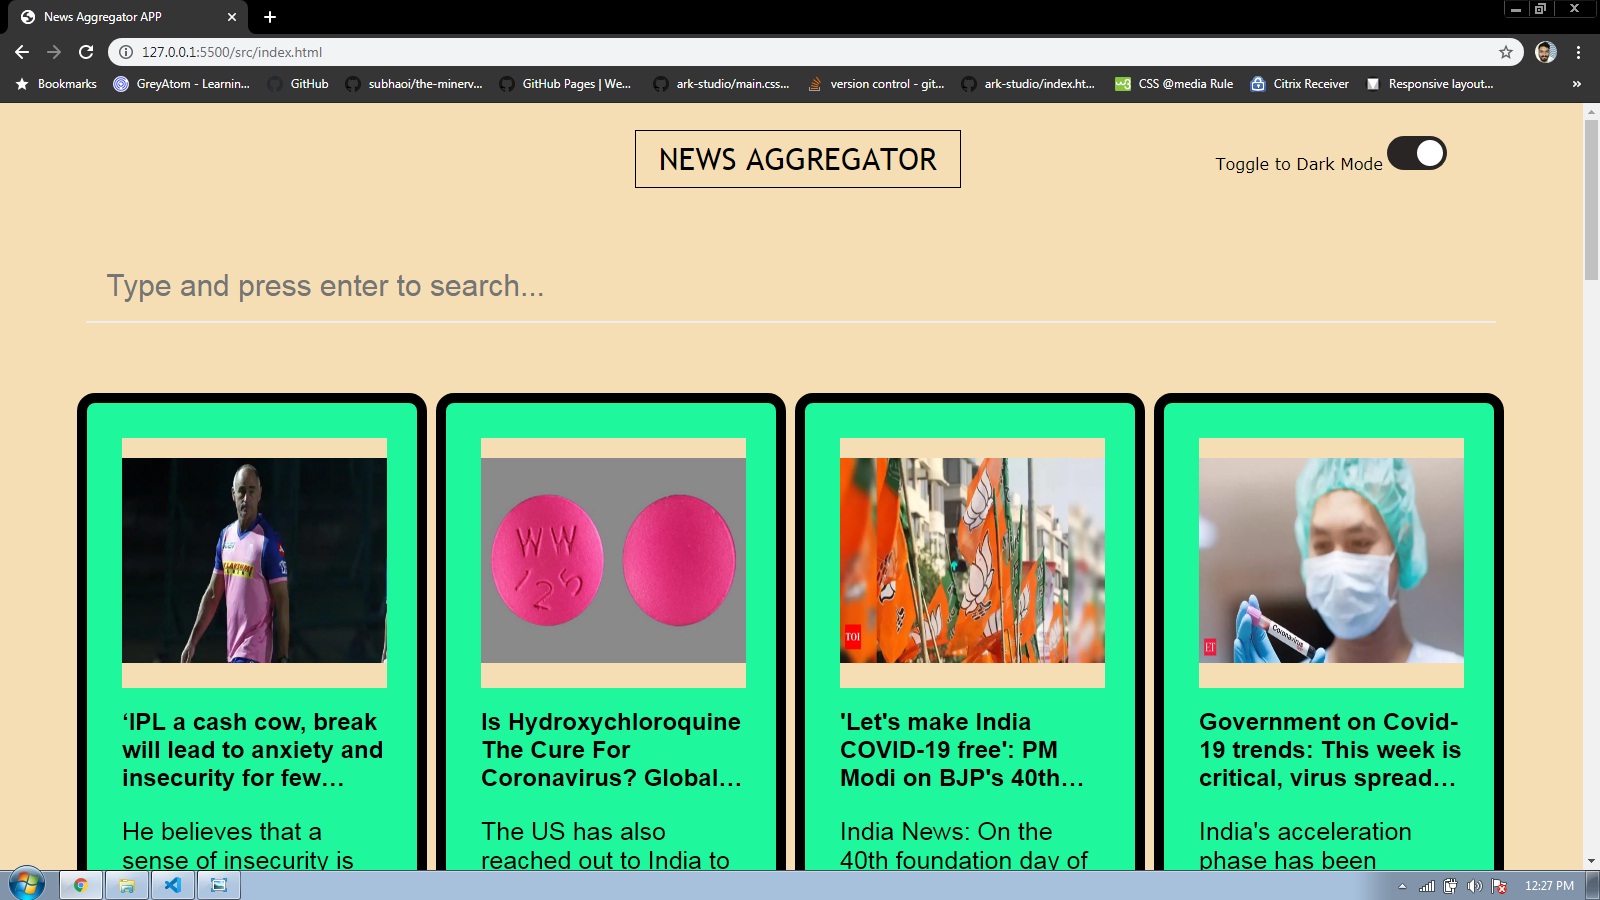 News Aggregator APP
127.0.0.1:5500/src/index.html
Bookmarks GreyAtom - Learnin... GitHub subhaoi/the-minerv... GitHub Pages | We... ark-studio/main.css... version control - git... ark-studio/index.ht... CSS @media Rule Citrix Receiver Responsive layout... »
NEWS AGGREGATOR
Toggle to Dark Mode
Type and press enter to search...
WW
125
TOI
Coronavirus
ET
‘IPL a cash cow, break
will lead to anxiety and
insecurity for few…
He believes that a
sense of insecurity is
Is Hydroxychloroquine
The Cure For
Coronavirus? Global…
The US has also
reached out to India to
'Let's make India
COVID-19 free': PM
Modi on BJP's 40th…
India News: On the
40th foundation day of
Government on Covid-
19 trends: This week is
critical, virus spread…
India's acceleration
phase has been
12:27 PM